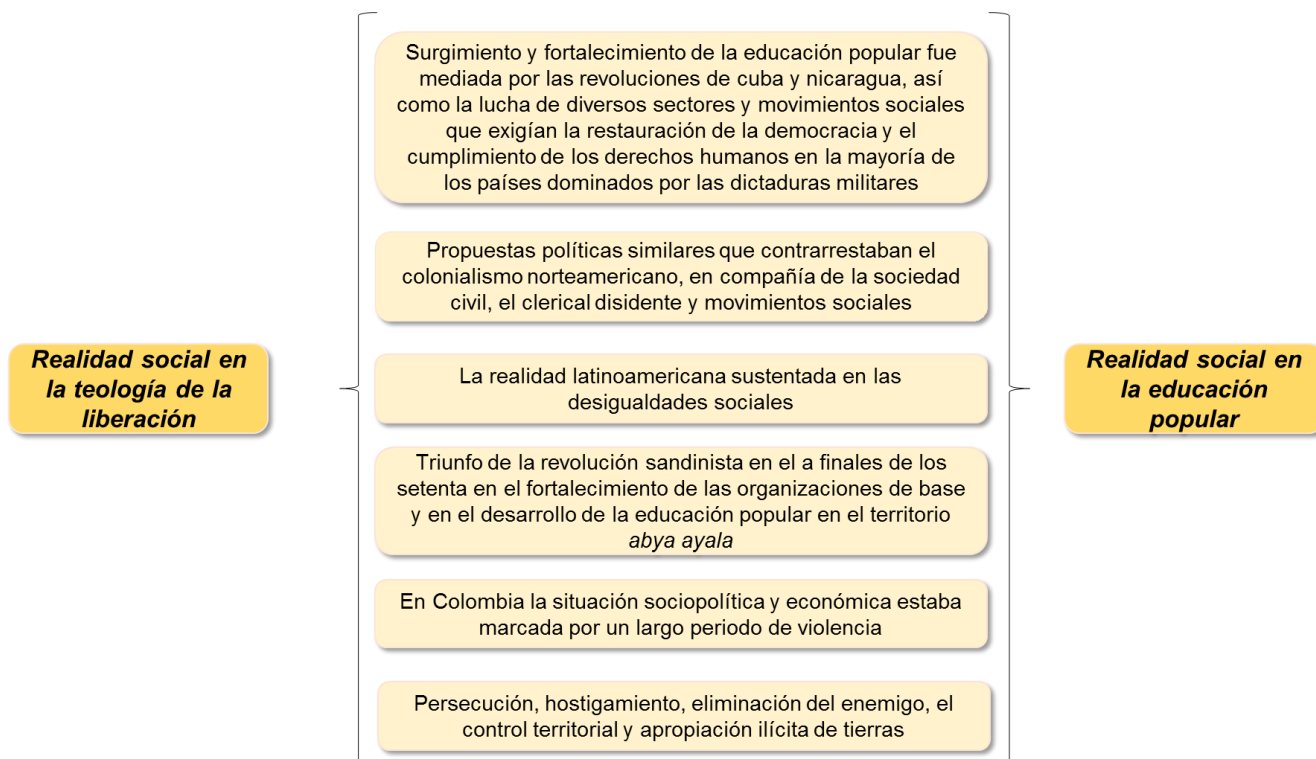 Realidad social en
la teología de la
liberación
Surgimiento y fortalecimiento de la educación popular fue
mediada por las revoluciones de cuba y nicaragua, así
como la lucha de diversos sectores y movimientos sociales
que exigían la restauración de la democracia y el
cumplimiento de los derechos humanos en la mayoría de
los países dominados por las dictaduras militares
Propuestas políticas similares que contrarrestaban el
colonialismo norteamericano, en compañía de la sociedad
civil, el clerical disidente y movimientos sociales
La realidad latinoamericana sustentada en las
desigualdades sociales
Triunfo de la revolución sandinista en el a finales de los
setenta en el fortalecimiento de las organizaciones de base
y en el desarrollo de la educación popular en el territorio
abya ayala
En Colombia la situación sociopolítica y económica estaba
marcada por un largo periodo de violencia
Persecución, hostigamiento, eliminación del enemigo, el
control territorial y apropiación ilícita de tierras
Realidad social en
la educación
popular